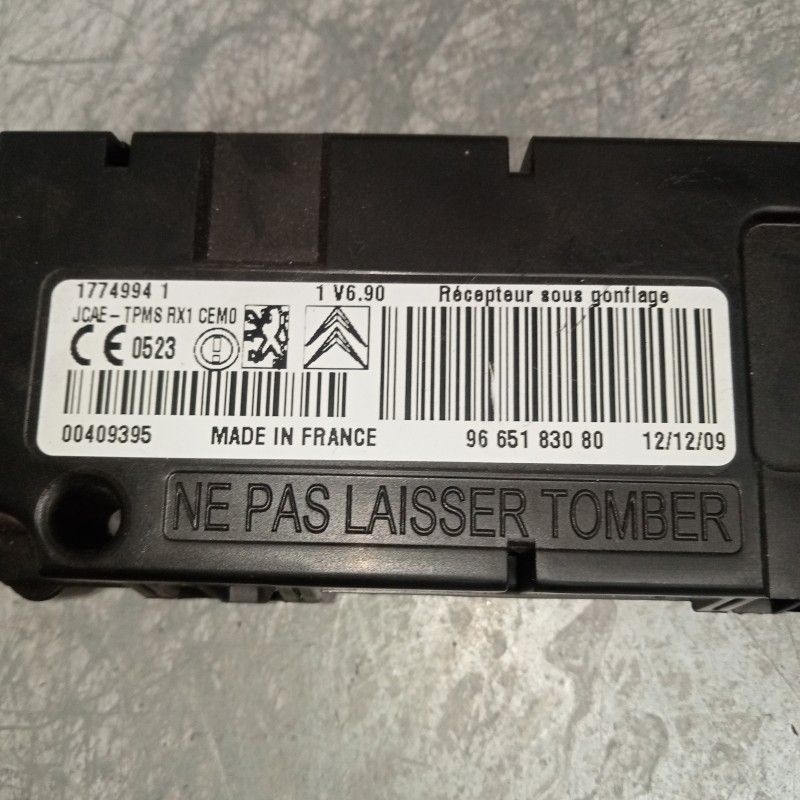 1774994 1 1 V6.90 Récepteur sous gonflage
JCAE-TPMS RX1 CEM0
CE 0523
00409395 MADE IN FRANCE 96 651 830 80 12/12/09
NE PAS LAISSER TOMBER